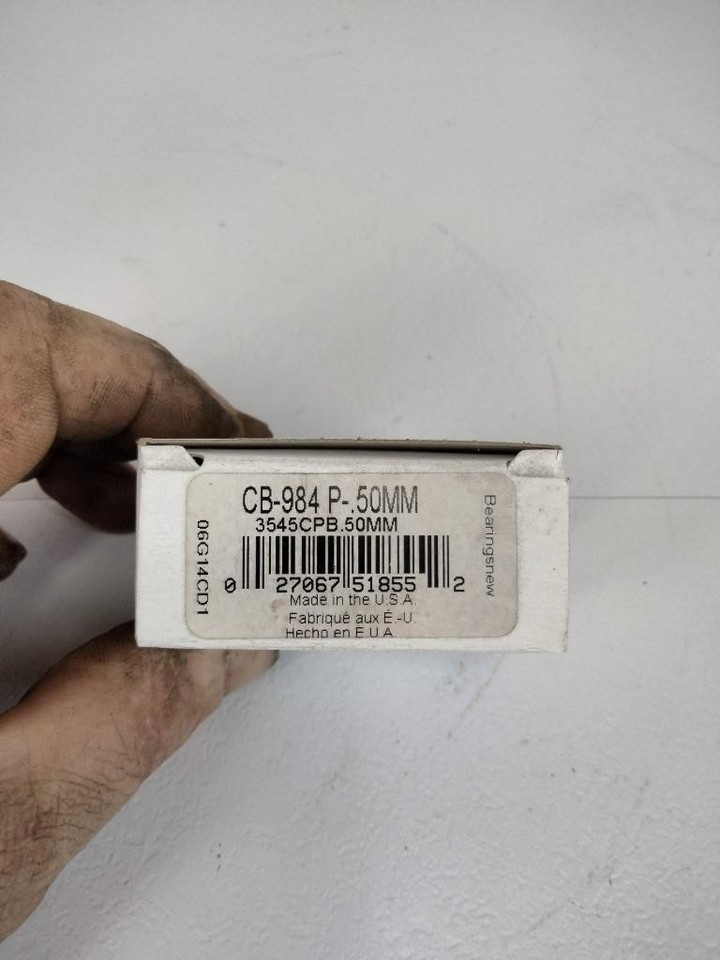 CB-984 P-.50MM
3545CPB.50MM
0 27067 51855 2
Made in the U.S.A.
Fabriqué aux É.-U.
Hecho en E.U.A.
06G14CD1
Bearingsnew